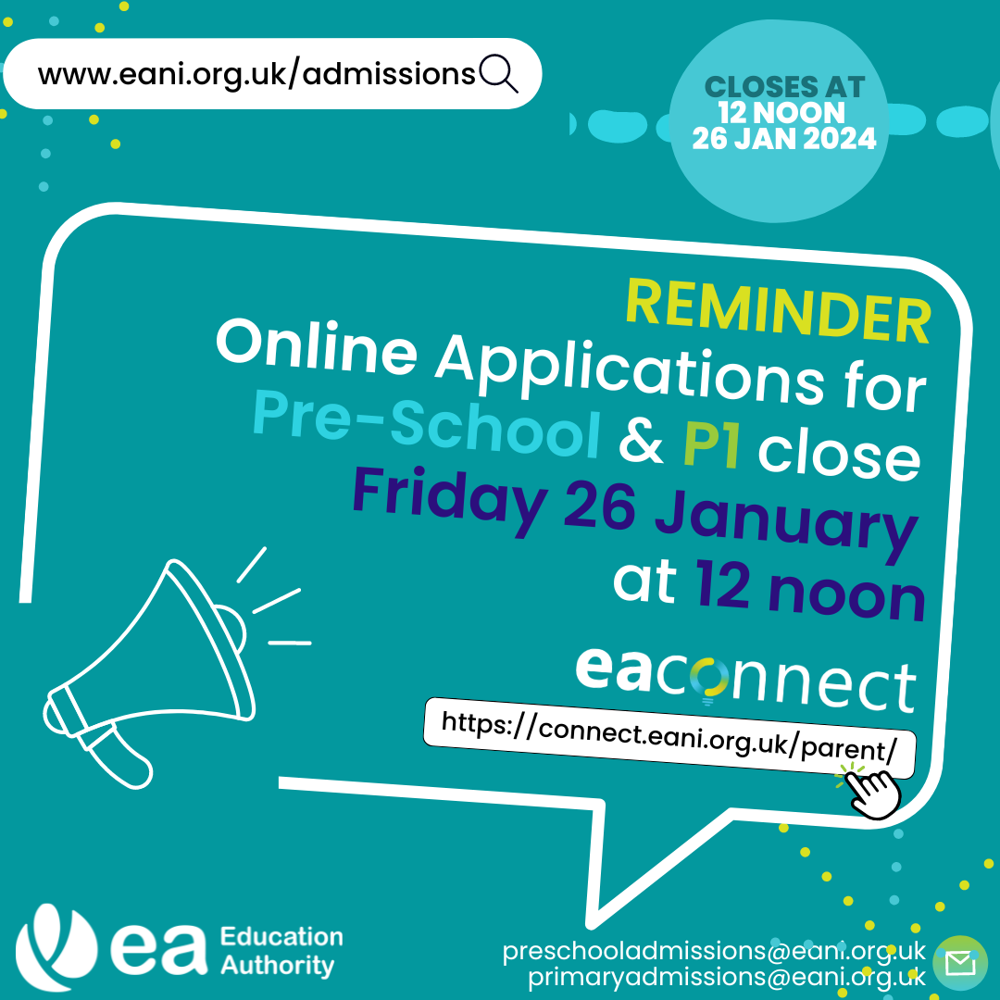 www.eani.org.uk/admissions
CLOSES AT
12 NOON
26 JAN 2024
REMINDER
Online Applications for
Pre-School & P1 close
Friday 26 January
at 12 noon
eaconnect
https://connect.eani.org.uk/parent/
ea Education
Authority
preschooladmissions@eani.org.uk
primaryadmissions@eani.org.uk